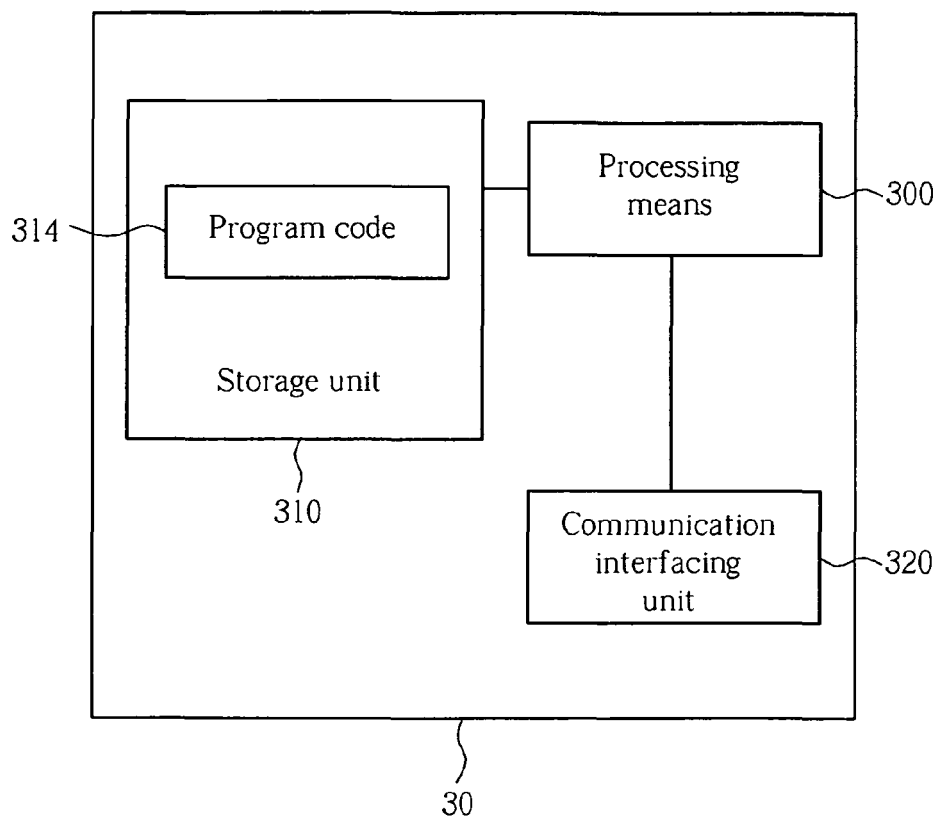 Processing
means
300
314
Program code
Storage unit
310
Communication
interfacing
unit
320
30